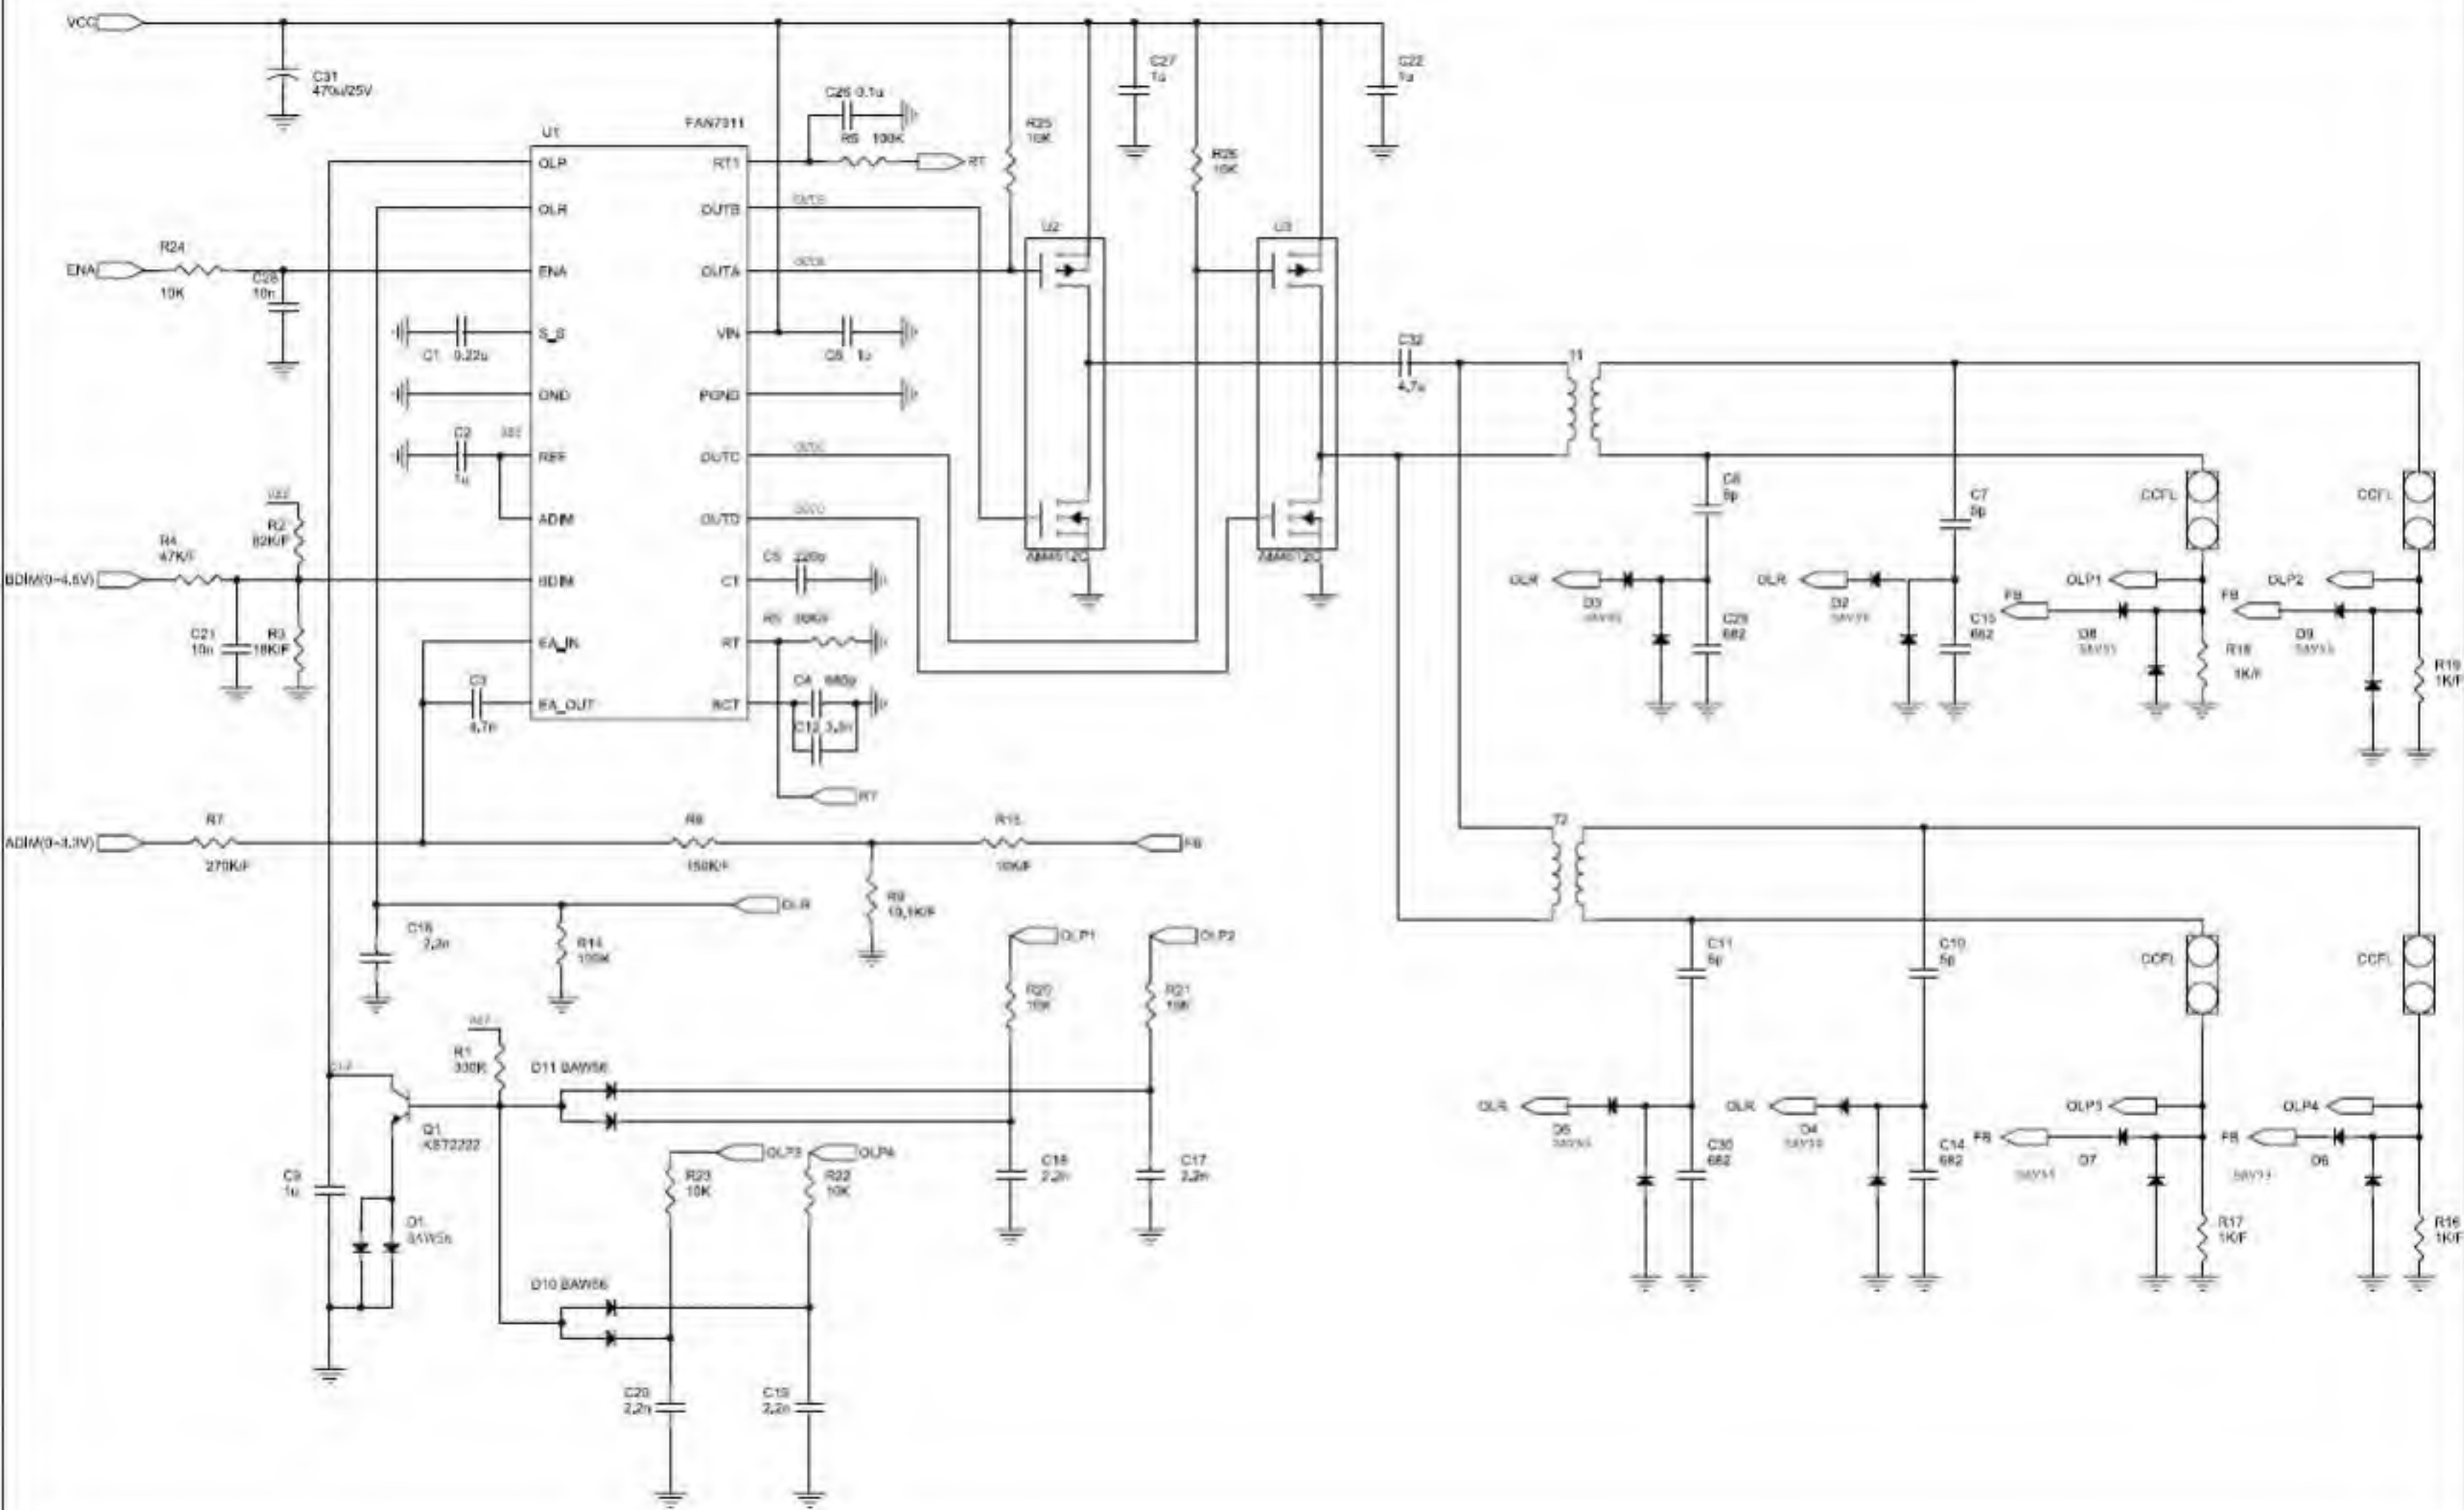 VCC
C31
470u/25V
C27
1u
C22
1u
C26 0.1u
U1
FAN7311
R25
10K
R6 100K
R26
10K
OLP
RT1
RT
OLR
OUTB
U2
U3
R24
ENA
10K
C28
10n
ENA
OUTA
S_S
VIN
C1 0.22u
1u
C32
4.7u
T1
GND
PGND
C2
1u
REF
OUTC
C7
5p
CCFL
CCFL
ADIM
OUTD
R4
47K/F
R2
82K/F
C5 220p
BDIM
CT
OLR
OLR
OLP1
OLP2
D3
D2
FB
FB
C21
10n
R3
18K/F
R5
EA_IN
RT
C29
682
C15
682
D8
D9
R18
1K/F
R19
1K/F
C3
4.7n
C4 680p
EA_OUT
BCT
C12 3.3n
RT
T2
R7
270K/F
150K/F
R15
10K/F
ADIM(0~3.3V)
FB
R9
10.1K/F
OLR
C16
2.2n
R14
100K
OLP1
OLP2
C11
5p
C10
5p
CCFL
CCFL
R20
10K
R21
10K
R1
330K
D11 BAW56
Q1
KST2222
OLR
OLR
OLP3
OLP4
D5
D4
FB
FB
D7
D6
OLP3
OLP4
C18
2.2n
C17
2.2n
C30
682
C14
682
C9
1u
R23
10K
R22
10K
D1
BAW56
R17
1K/F
R16
1K/F
D10 BAW56
C20
2.2n
C19
2.2n